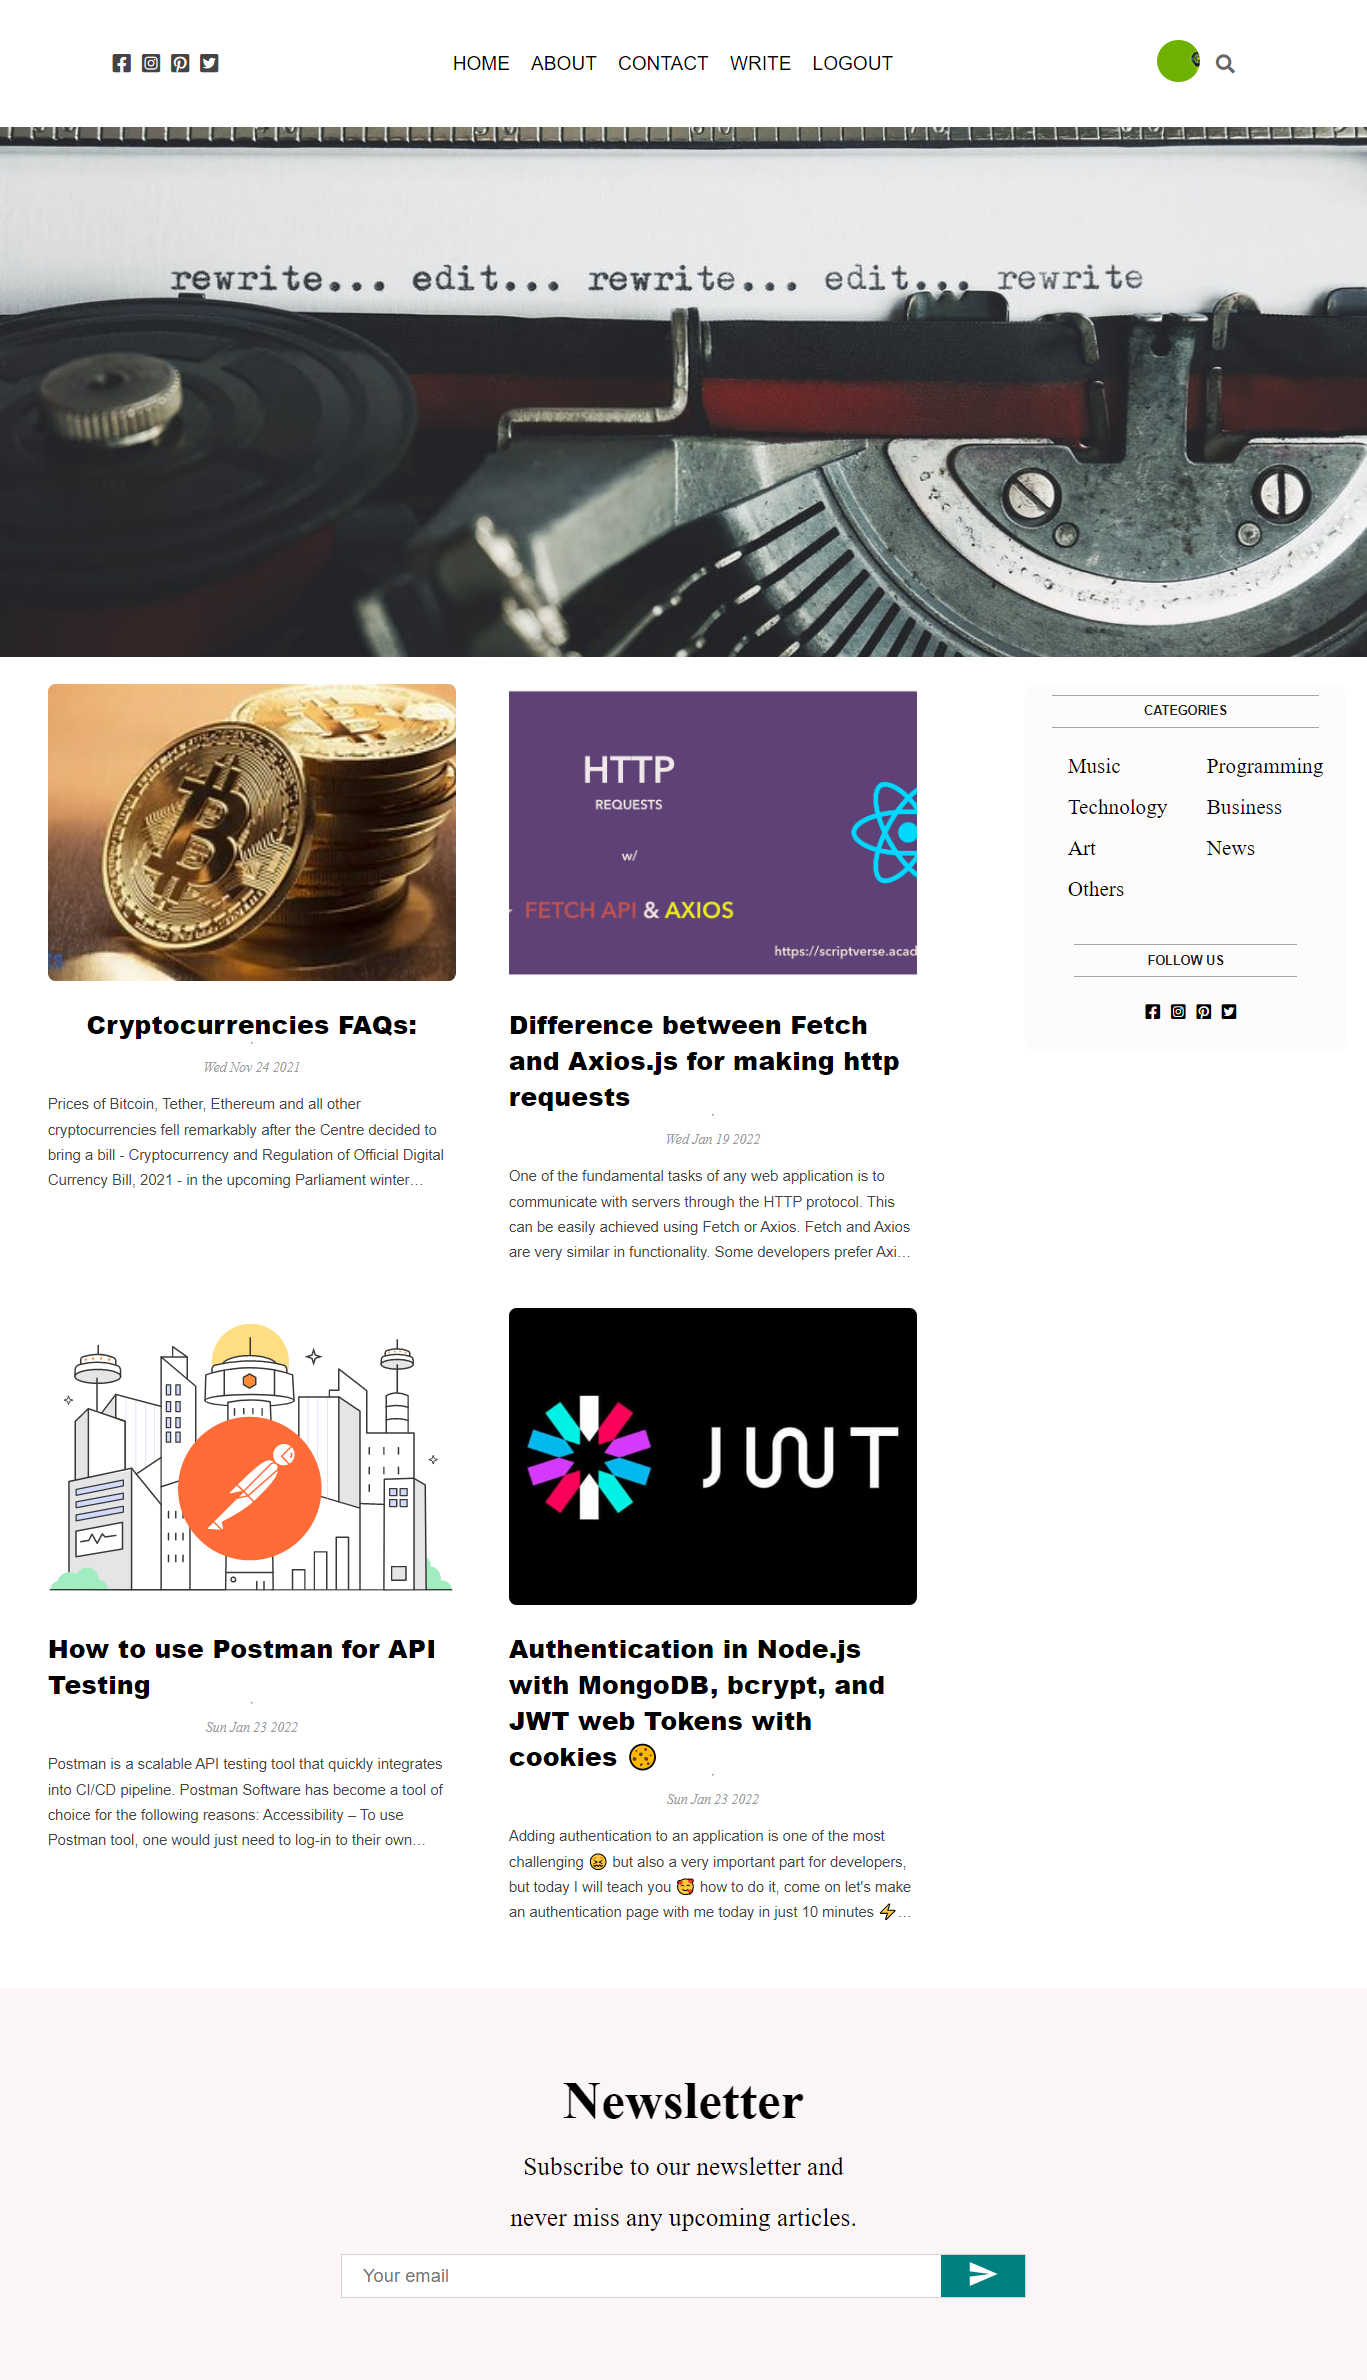 HOME ABOUT CONTACT WRITE LOGOUT
rewrite... edit... rewrite... edit... rewrite
HTTP
REQUESTS
w/
FETCH API & AXIOS
https://scriptverse.acad
CATEGORIES
Music Programming
Technology Business
Art News
Others
FOLLOW US
Cryptocurrencies FAQs:
Wed Nov 24 2021
Prices of Bitcoin, Tether, Ethereum and all other
cryptocurrencies fell remarkably after the Centre decided to
bring a bill - Cryptocurrency and Regulation of Official Digital
Currency Bill, 2021 - in the upcoming Parliament winter…
Difference between Fetch
and Axios.js for making http
requests
Wed Jan 19 2022
One of the fundamental tasks of any web application is to
communicate with servers through the HTTP protocol. This
can be easily achieved using Fetch or Axios. Fetch and Axios
are very similar in functionality. Some developers prefer Axi…
How to use Postman for API
Testing
Sun Jan 23 2022
Postman is a scalable API testing tool that quickly integrates
into CI/CD pipeline. Postman Software has become a tool of
choice for the following reasons: Accessibility – To use
Postman tool, one would just need to log-in to their own…
JWT
Authentication in Node.js
with MongoDB, bcrypt, and
JWT web Tokens with
cookies 🍪
Sun Jan 23 2022
Adding authentication to an application is one of the most
challenging 😖 but also a very important part for developers,
but today I will teach you 🥰 how to do it, come on let's make
an authentication page with me today in just 10 minutes ⚡…
Newsletter
Subscribe to our newsletter and
never miss any upcoming articles.
Your email